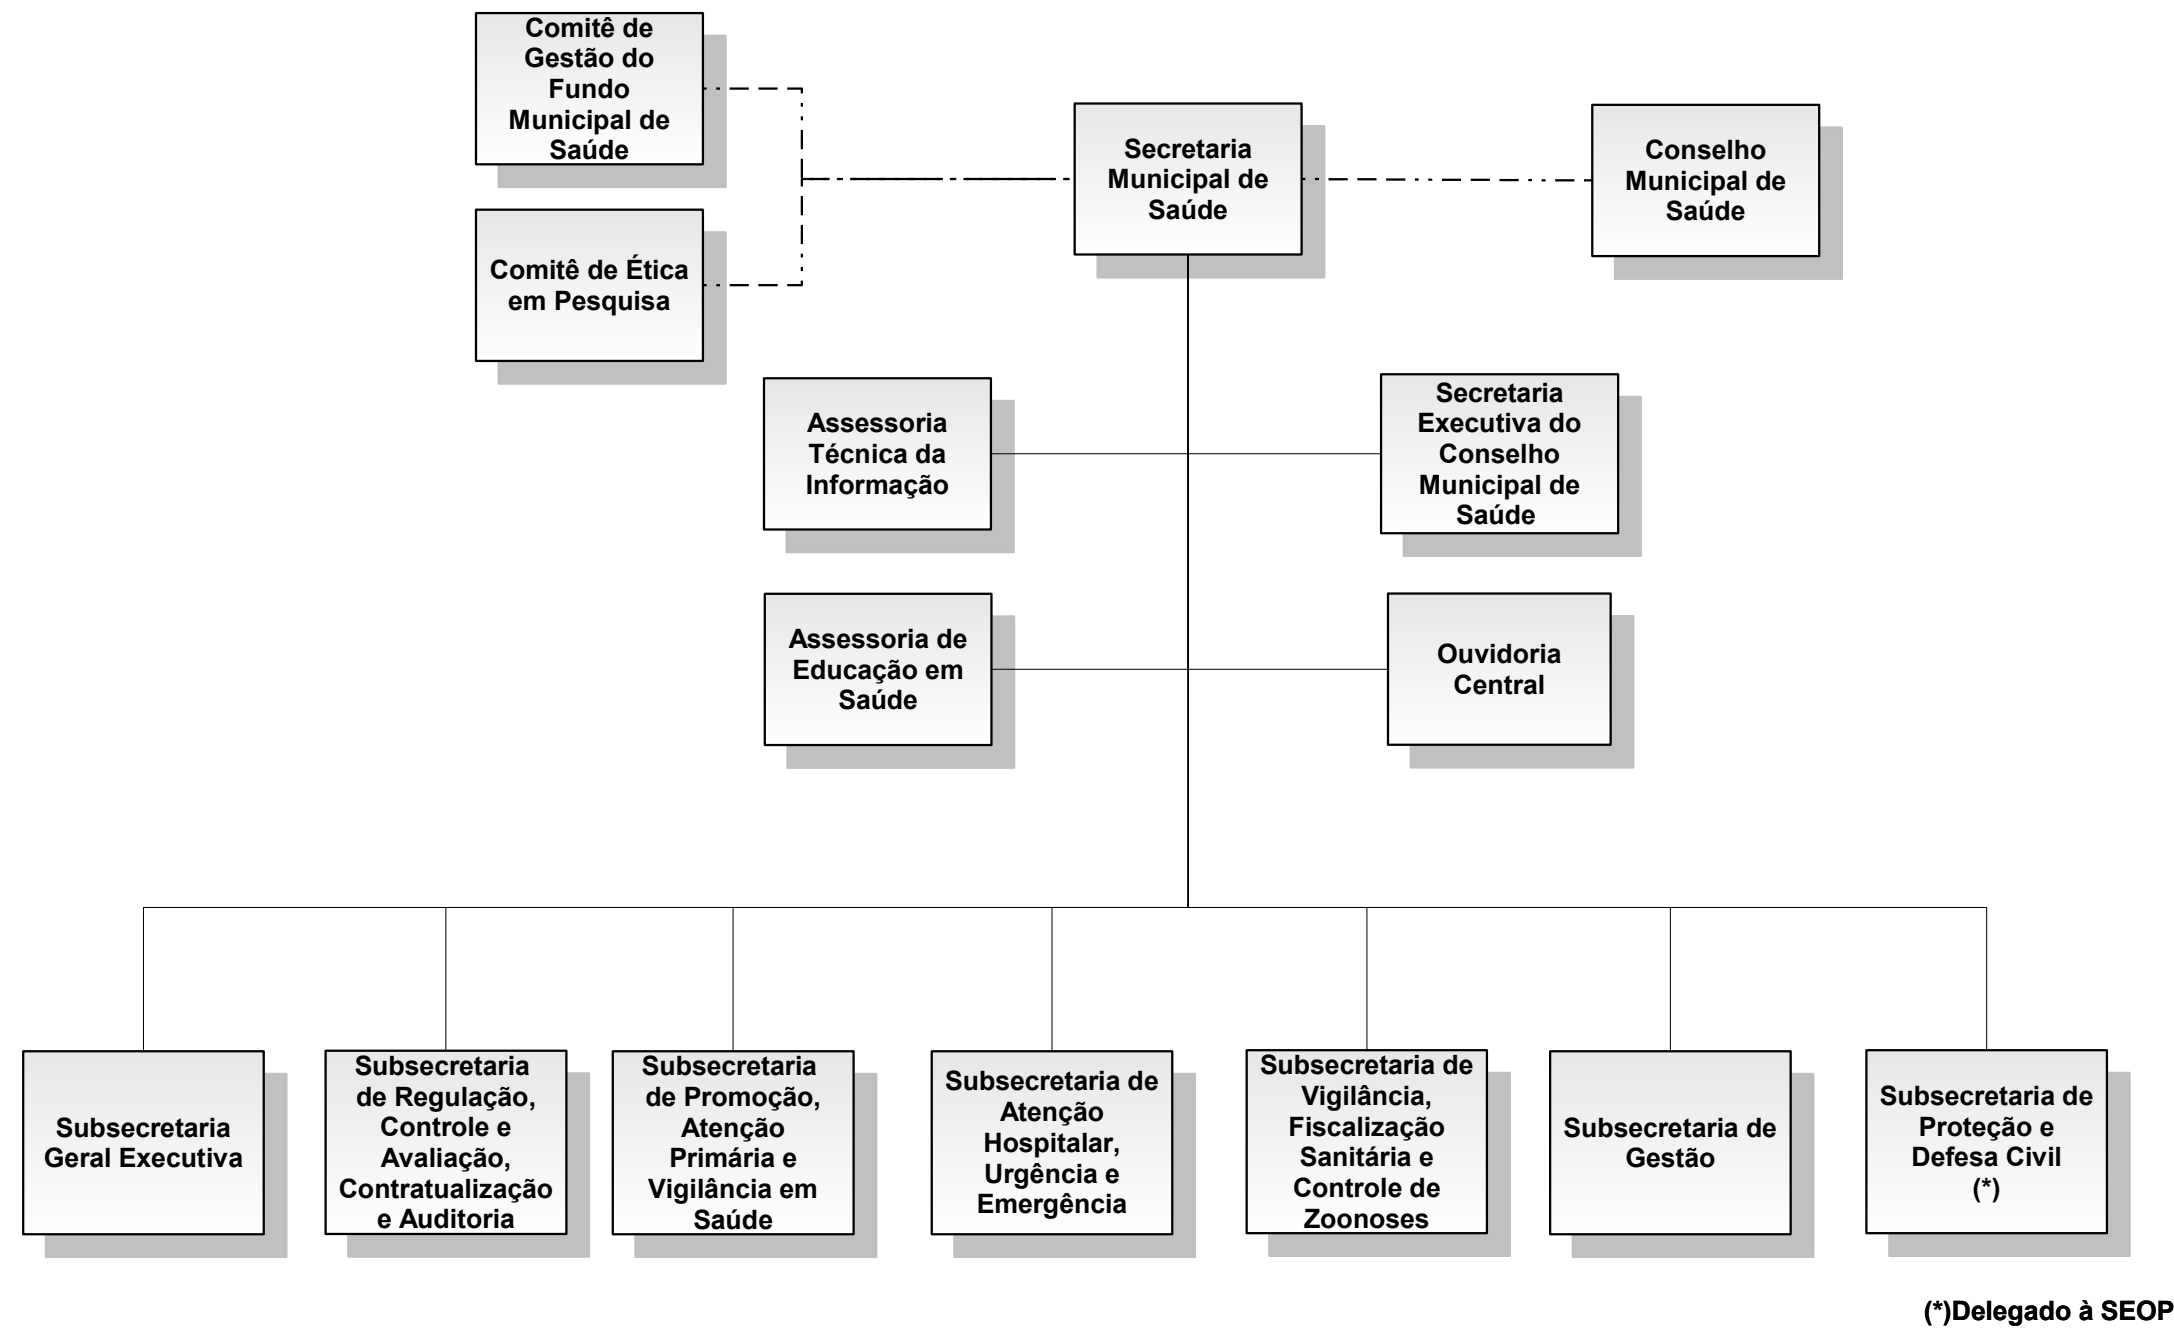 Comitê de
Gestão do
Fundo
Municipal de
Saúde
Secretaria
Municipal de
Saúde
Conselho
Municipal de
Saúde
Comitê de Ética
em Pesquisa
Assessoria
Técnica da
Informação
Secretaria
Executiva do
Conselho
Municipal de
Saúde
Assessoria de
Educação em
Saúde
Ouvidoria
Central
Subsecretaria
Geral Executiva
Subsecretaria
de Regulação,
Controle e
Avaliação,
Contratualização
e Auditoria
Subsecretaria
de Promoção,
Atenção
Primária e
Vigilância em
Saúde
Subsecretaria de
Atenção
Hospitalar,
Urgência e
Emergência
Subsecretaria de
Vigilância,
Fiscalização
Sanitária e
Controle de
Zoonoses
Subsecretaria de
Gestão
Subsecretaria de
Proteção e
Defesa Civil
(*)
(*)Delegado à SEOP